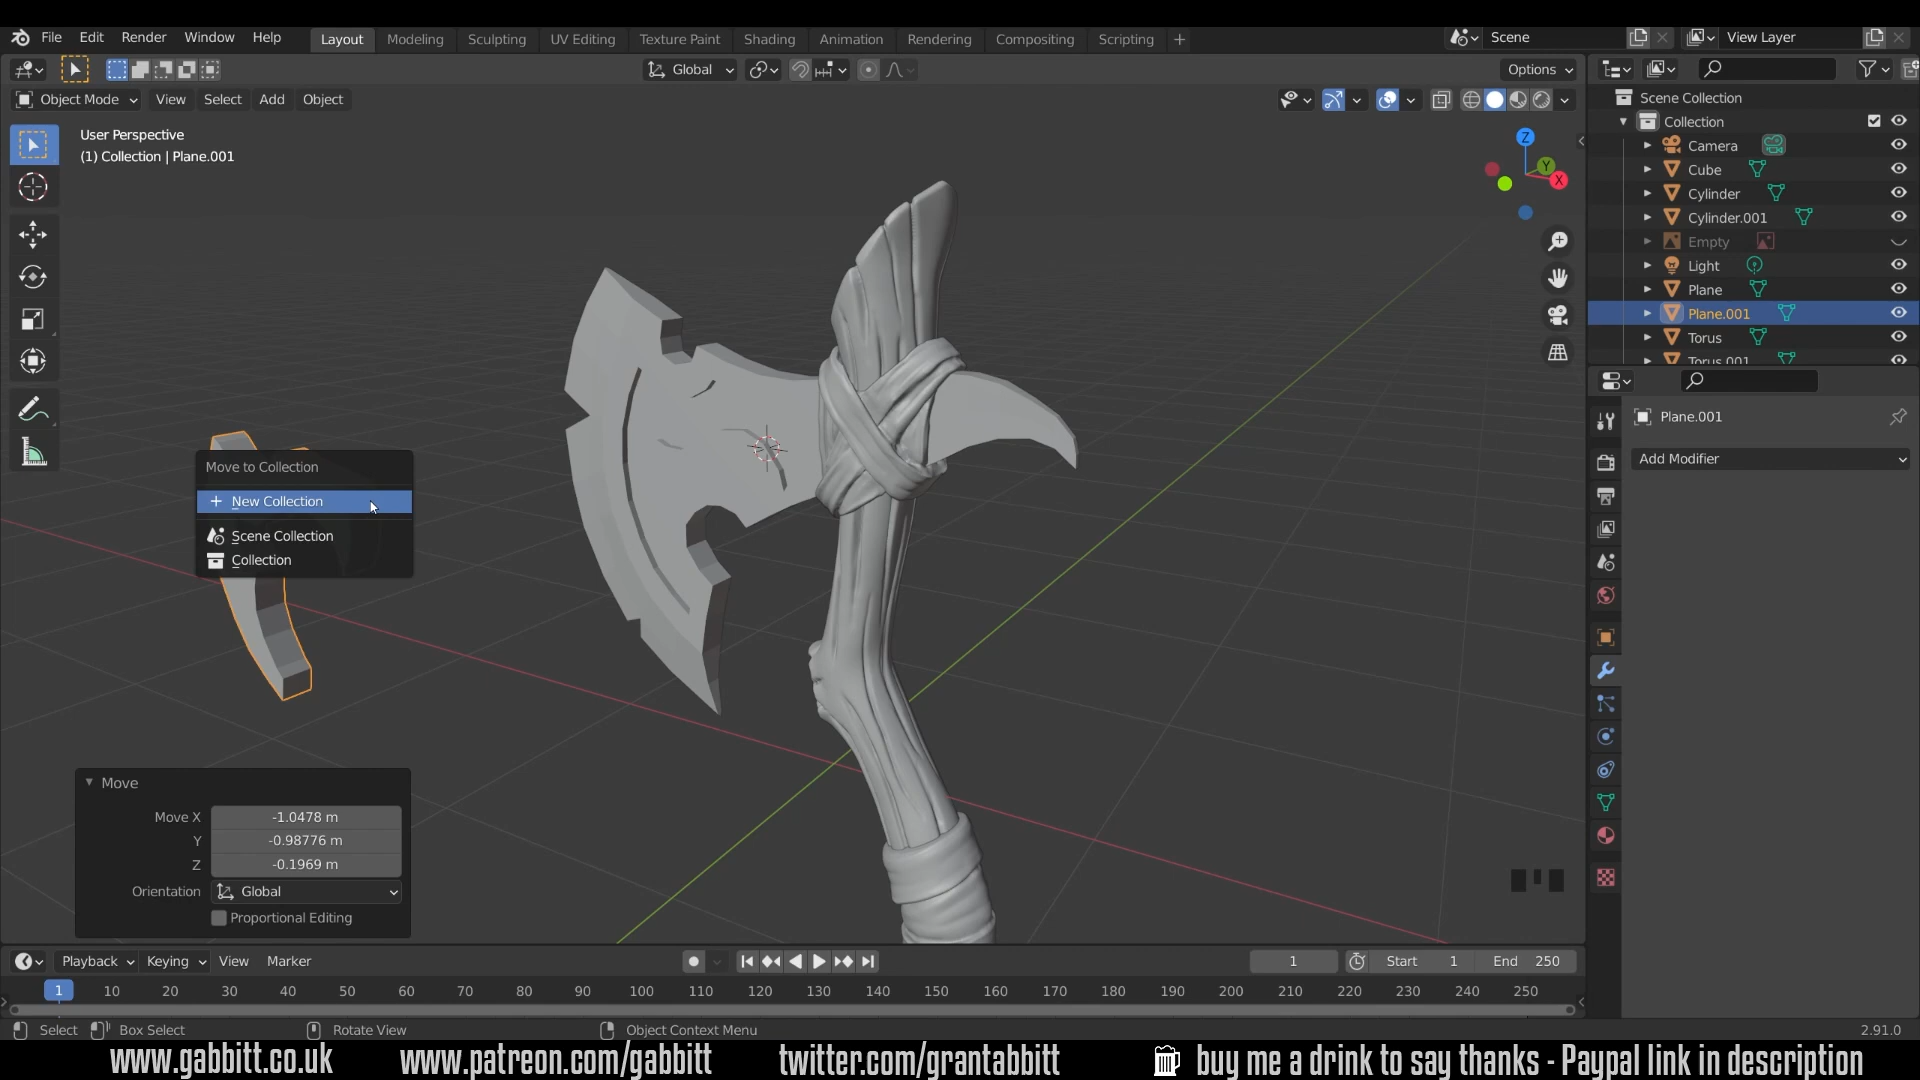 File Edit Render Window Help
Layout Modeling Sculpting UV Editing Texture Paint Shading Animation Rendering Compositing Scripting +
Scene
View Layer
Global
Options
Object Mode View Select Add Object
User Perspective
(1) Collection | Plane.001
Z
Y
X
Scene Collection
Collection
Camera
Cube
Cylinder
Cylinder.001
Empty
Light
Plane
Plane.001
Torus
Torus.001
Plane.001
Add Modifier
Move to Collection
New Collection
Scene Collection
Collection
Move
Move X -1.0478 m
Y -0.98776 m
Z -0.1969 m
Orientation Global
Proportional Editing
Playback Keying View Marker
1 Start 1 End 250
1 10 20 30 40 50 60 70 80 90 100 110 120 130 140 150 160 170 180 190 200 210 220 230 240 250
Select Box Select Rotate View Object Context Menu 2.91.0
www.gabbitt.co.uk www.patreon.com/gabbitt twitter.com/grantabbitt buy me a drink to say thanks - Paypal link in description